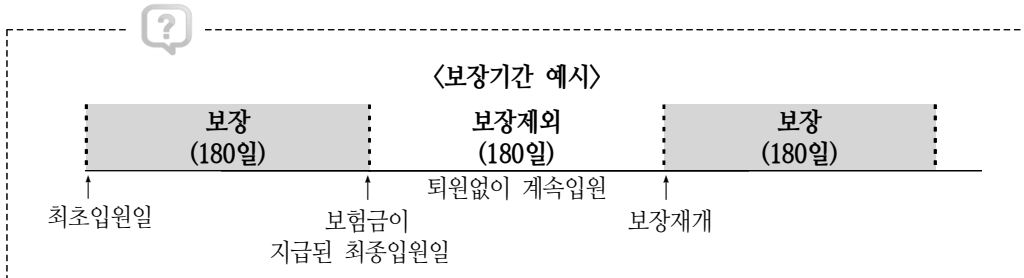 ?
〈보장기간 예시〉
보장 보장제외 보장
(180일) (180일) (180일)
퇴원없이 계속입원
최초입원일 보험금이 보장재개
지급된 최종입원일